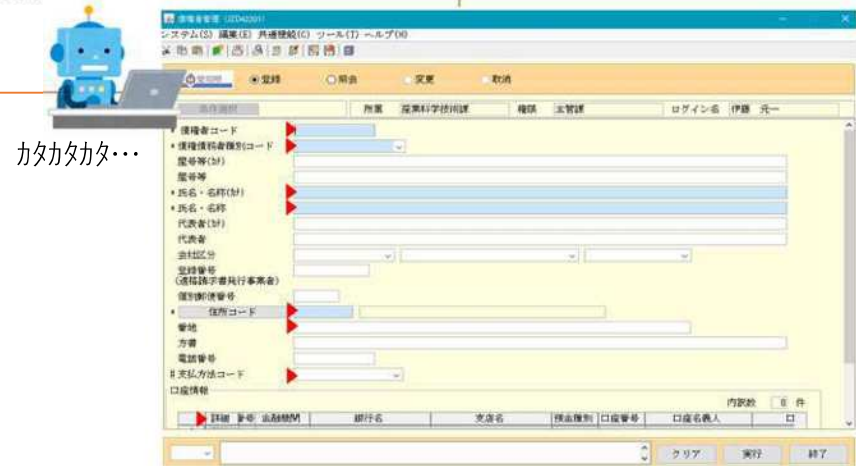 債権者管理 (JZD40201)
システム(S) 編集(E) 共通機能(C) ツール(T) ヘルプ(H)
登録 照会 変更 取消
所属 産業科学技術課 権限 主管課 ログイン名 伊藤 元一
カタカタカタ・・・
* 債権者コード
* 債権債務者種別コード
屋号等(カナ)
屋号等
* 氏名・名称(カナ)
* 氏名・名称
代表者(カナ)
代表者
会社区分
登録番号
(適格請求書発行事業者)
個別郵便番号
* 住所コード
番地
方書
電話番号
# 支払方法コード
口座情報
内訳数 0 件
詳細 番号 金融機関 銀行名 支店名 預金種別 口座番号 口座名義人 口
クリア 実行 終了